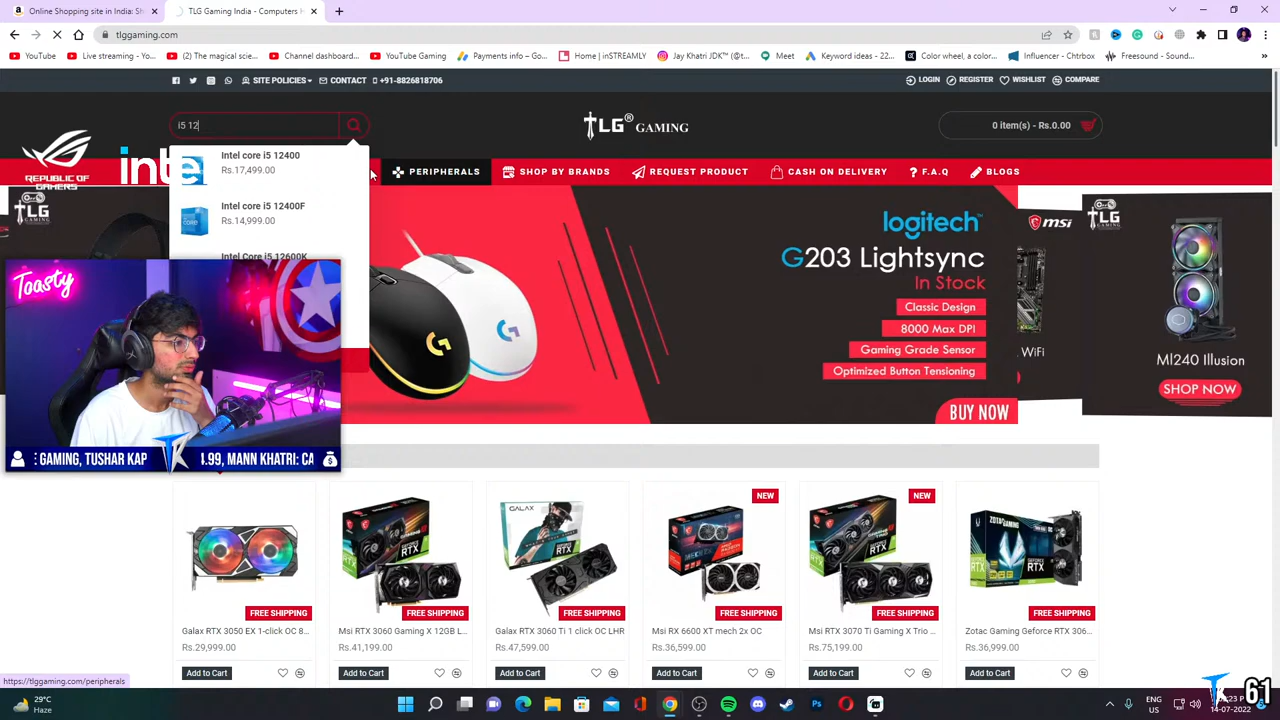 Online Shopping site in India: Sh
TLG Gaming India - Computers
tlggaming.com
YouTube
Live streaming - Yo...
(2) The magical scie...
Channel dashboard...
YouTube Gaming
Payments info – Go...
Home | inSTREAMLY
Jay Khatri JDK™ (@t...
Meet
Keyword ideas - 22...
Color wheel, a color...
Influencer - Chtrbox
Freesound - Sound...
SITE POLICIES
CONTACT
+91-8826818706
LOGIN
REGISTER
WISHLIST
COMPARE
i5 12
TLG® GAMING
0 item(s) - Rs.0.00
REPUBLIC OF
GAMERS
inte
Intel core i5 12400
Rs.17,499.00
Intel core i5 12400F
Rs.14,999.00
Intel Core i5 12600K
PERIPHERALS
SHOP BY BRANDS
REQUEST PRODUCT
CASH ON DELIVERY
F.A.Q
BLOGS
TLG
GAMING
logitech
G203 Lightsync
In Stock
Classic Design
8000 Max DPI
Gaming Grade Sensor
Optimized Button Tensioning
BUY NOW
msi
WiFi
TLG
GAMING
Ml240 Illusion
SHOP NOW
Toasty
GAMING, TUSHAR KAP
4.99, MANN KHATRI: CA
FREE SHIPPING
Galax RTX 3050 EX 1-click OC 8...
Rs.29,999.00
Add to Cart
FREE SHIPPING
Msi RTX 3060 Gaming X 12GB L...
Rs.41,199.00
Add to Cart
GALAX
FREE SHIPPING
Galax RTX 3060 Ti 1 click OC LHR
Rs.47,599.00
Add to Cart
NEW
FREE SHIPPING
Msi RX 6600 XT mech 2x OC
Rs.36,599.00
Add to Cart
NEW
FREE SHIPPING
Msi RTX 3070 Ti Gaming X Trio ...
Rs.75,199.00
Add to Cart
ZOTAC GAMING
FREE SHIPPING
Zotac Gaming Geforce RTX 306...
Rs.36,999.00
Add to Cart
https://tlggaming.com/peripherals
29°C
Haze
ENG
US
:23 PM
14-07-2022
61